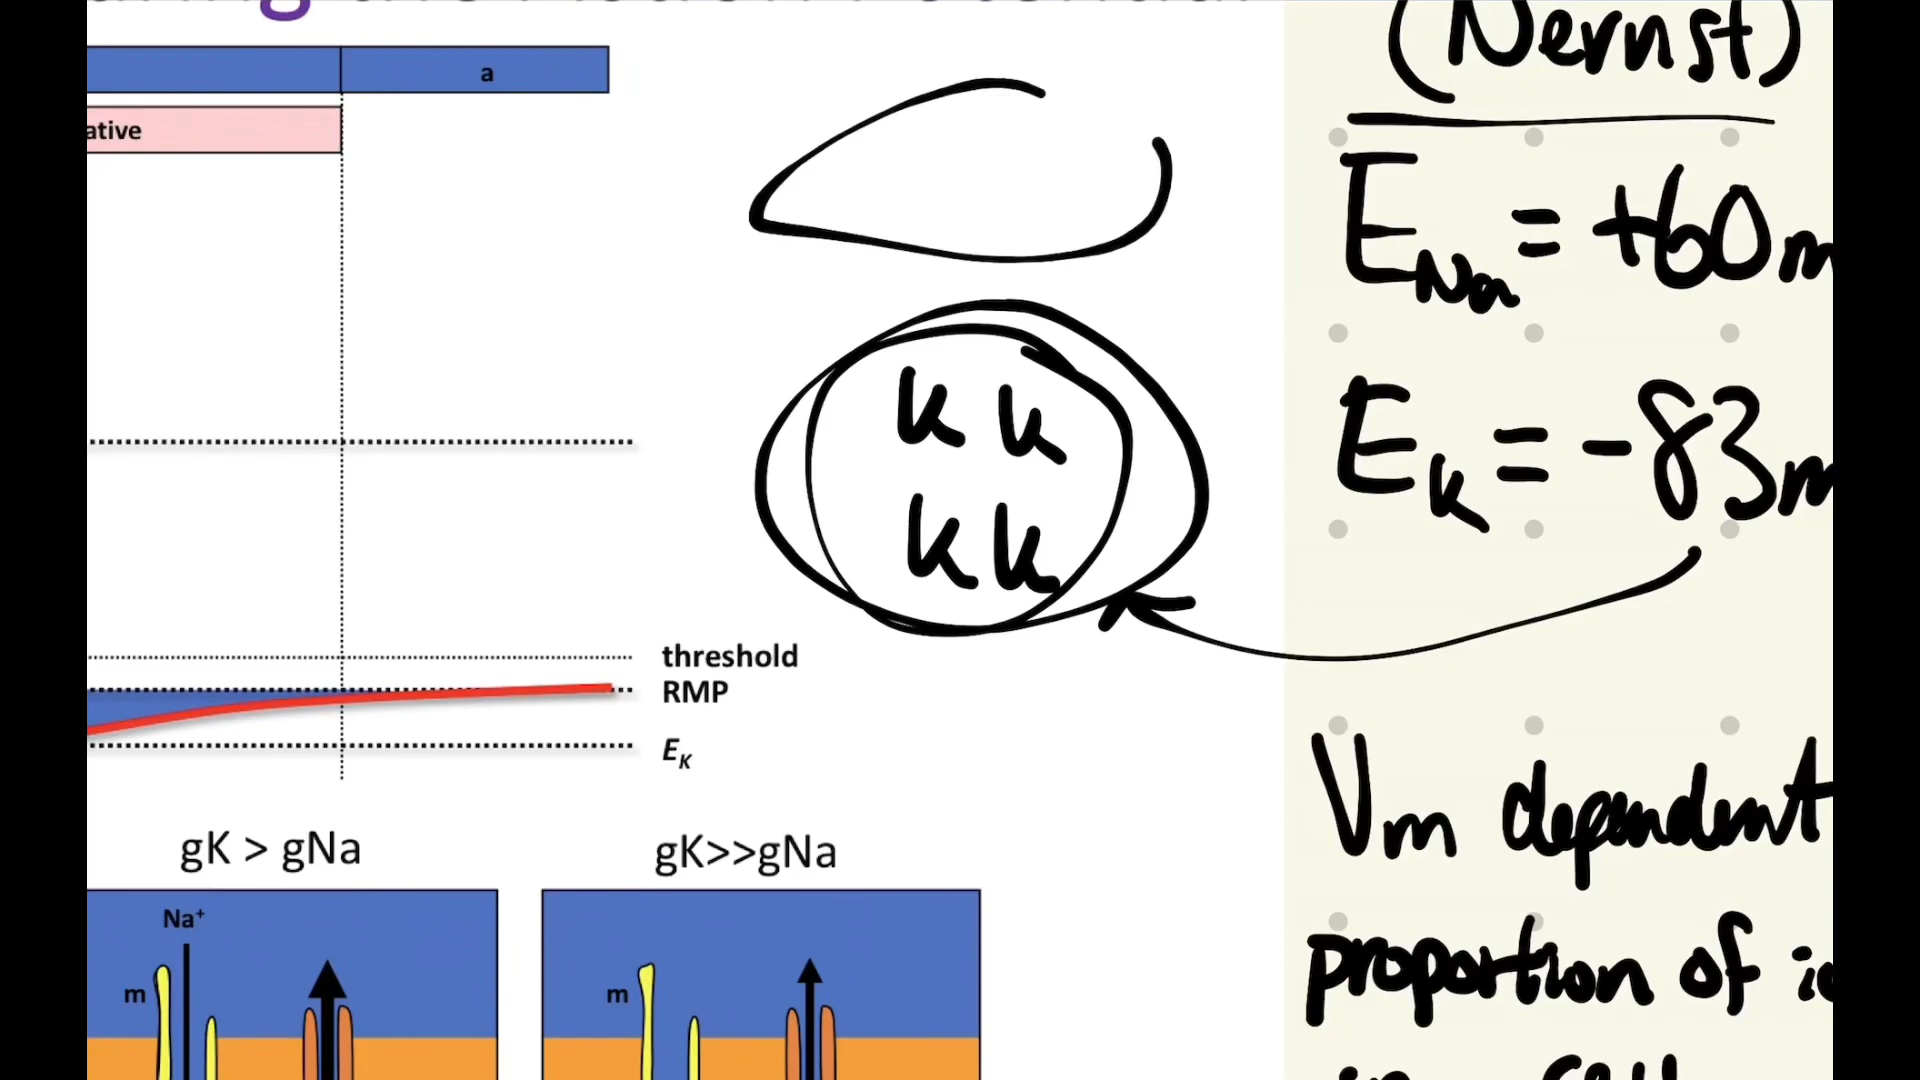 a
ative
threshold
RMP
EK
gK > gNa
gK>>gNa
Na+
m
m
K K
K K
(Nernst)
ENa = +60m
EK = -83m
Vm dependent
proportion of